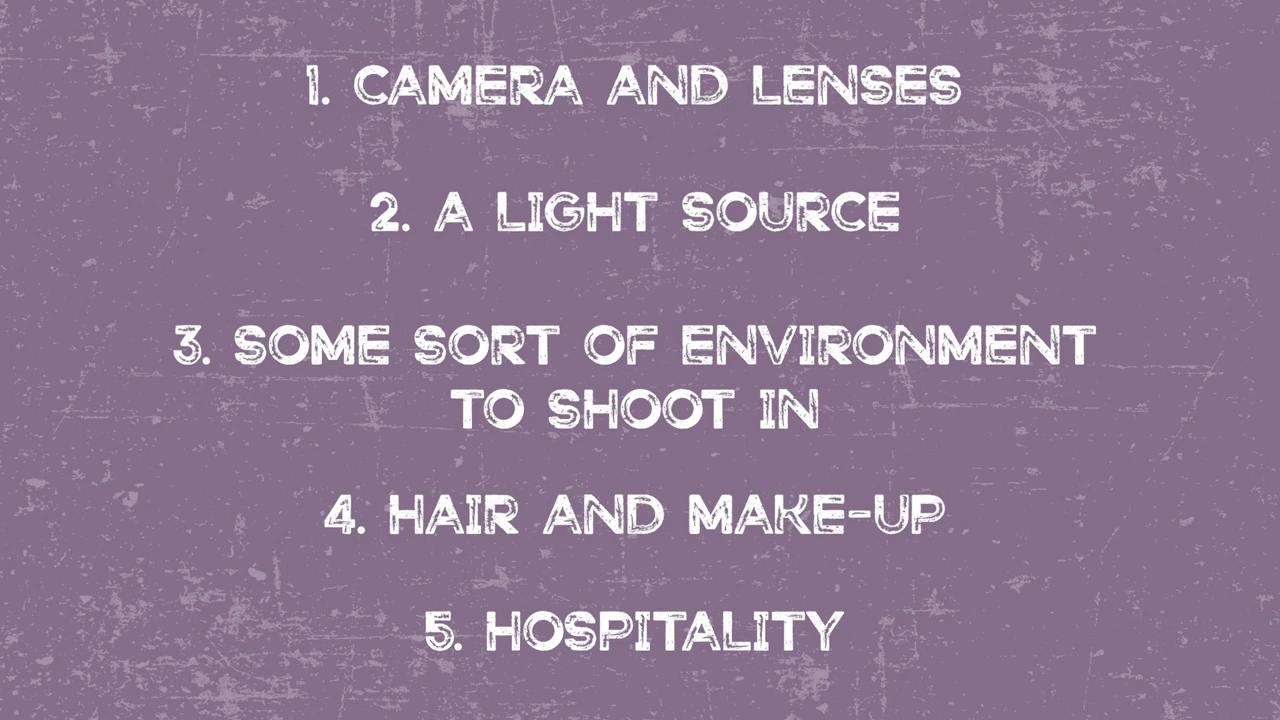 1. CAMERA AND LENSES
2. A LIGHT SOURCE
3. SOME SORT OF ENVIRONMENT
TO SHOOT IN
4. HAIR AND MAKE-UP
5. HOSPITALITY